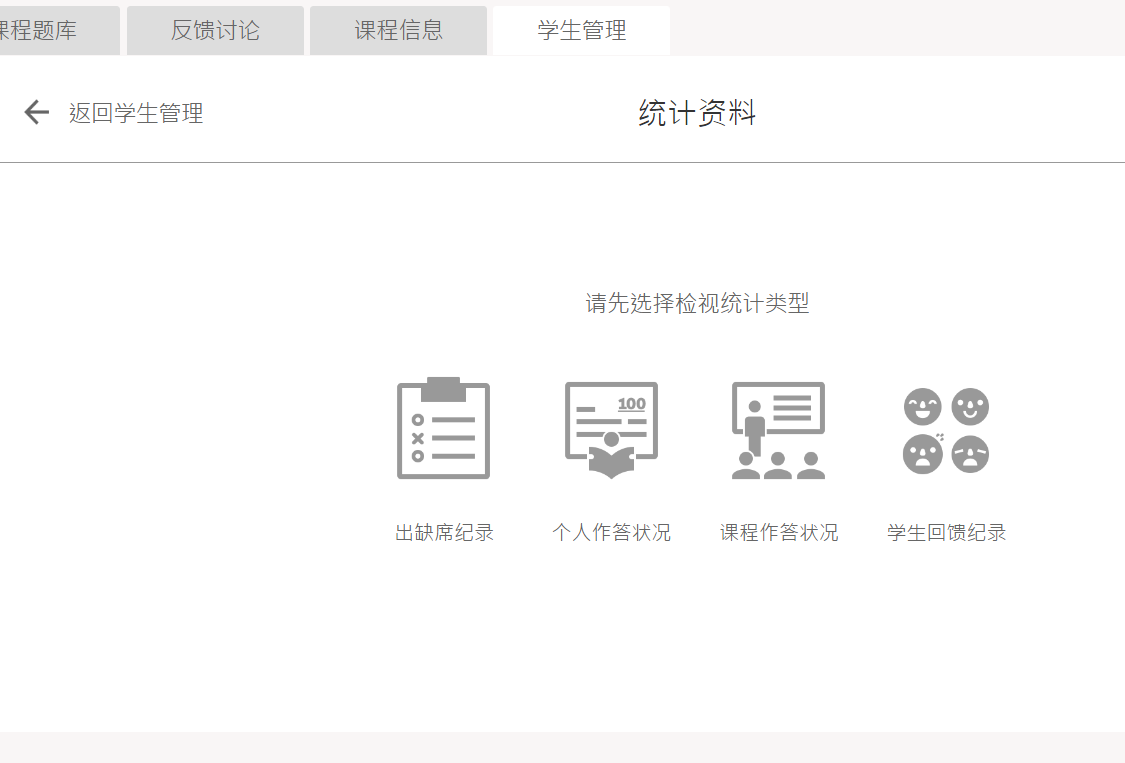 课程题库 反馈讨论 课程信息 学生管理
返回学生管理 统计资料
请先选择检视统计类型
100
出缺席纪录 个人作答状况 课程作答状况 学生回馈纪录